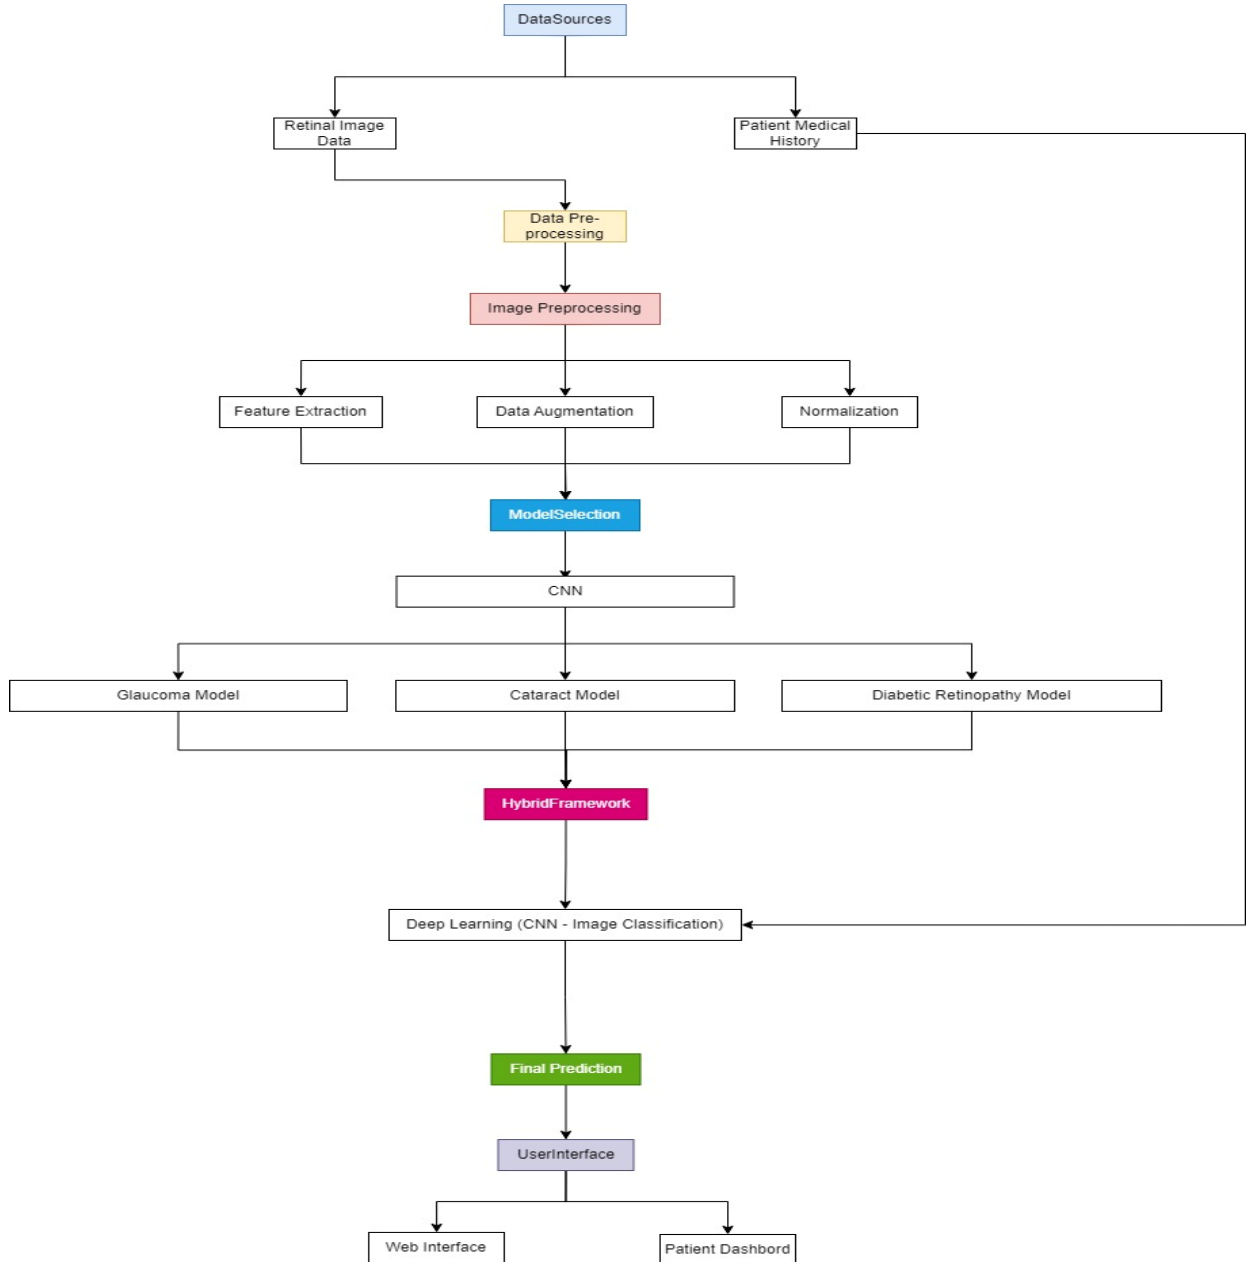 DataSources
Retinal Image
Data
Patient Medical
History
Data Pre-
processing
Image Preprocessing
Feature Extraction
Data Augmentation
Normalization
ModelSelection
CNN
Glaucoma Model
Cataract Model
Diabetic Retinopathy Model
HybridFramework
Deep Learning (CNN - Image Classification)
Final Prediction
UserInterface
Web Interface
Patient Dashbord